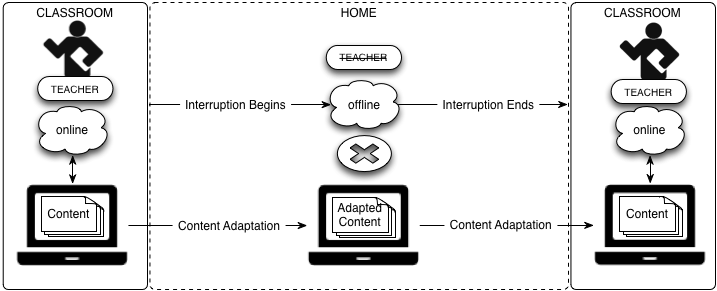 CLASSROOM
TEACHER
online
Content
HOME
TEACHER
Interruption Begins
offline
Interruption Ends
Content Adaptation
Adapted
Content
Content Adaptation
CLASSROOM
TEACHER
online
Content